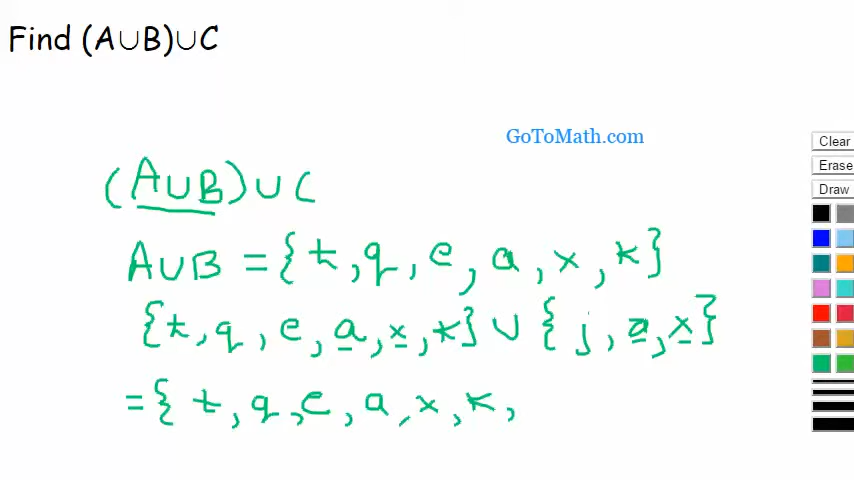 Find (A∪B)∪C
GoToMath.com
Clear
Erase
Draw
(A∪B)∪C
A∪B = {t, q, e, a, x, k}
{t, q, e, a, x, k} ∪ {j, a, x}
= { t, q, e, a, x, k,